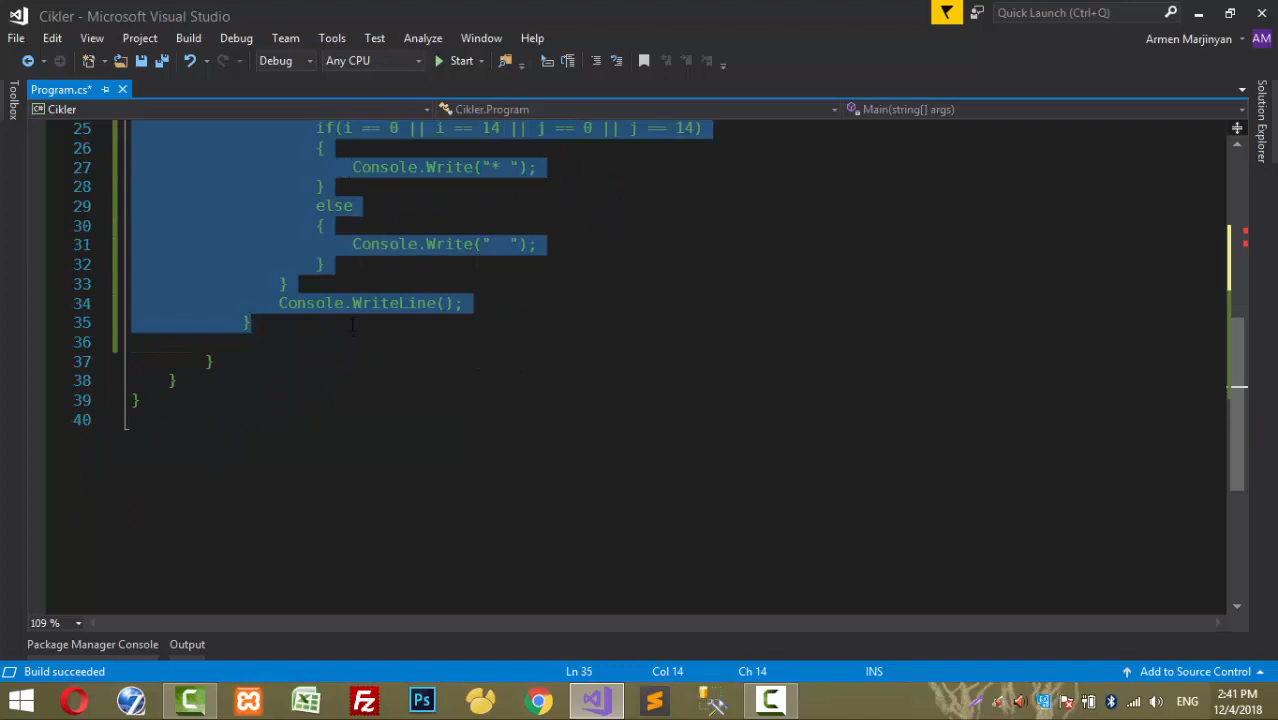 Cikler - Microsoft Visual Studio
Quick Launch (Ctrl+Q)
File Edit View Project Build Debug Team Tools Test Analyze Window Help
Armen Marjinyan AM
Debug Any CPU Start
Program.cs*
Toolbox
Solution Explorer
Cikler Cikler.Program Main(string[] args)
25 if(i == 0 || i == 14 || j == 0 || j == 14)
26 {
27 Console.Write("* ");
28 }
29 else
30 {
31 Console.Write("  ");
32 }
33 }
34 Console.WriteLine();
35 }
36
37 }
38 }
39 }
40
109 %
Package Manager Console Output
Build succeeded Ln 35 Col 14 Ch 14 INS Add to Source Control
Ps
ENG
2:41 PM
12/4/2018